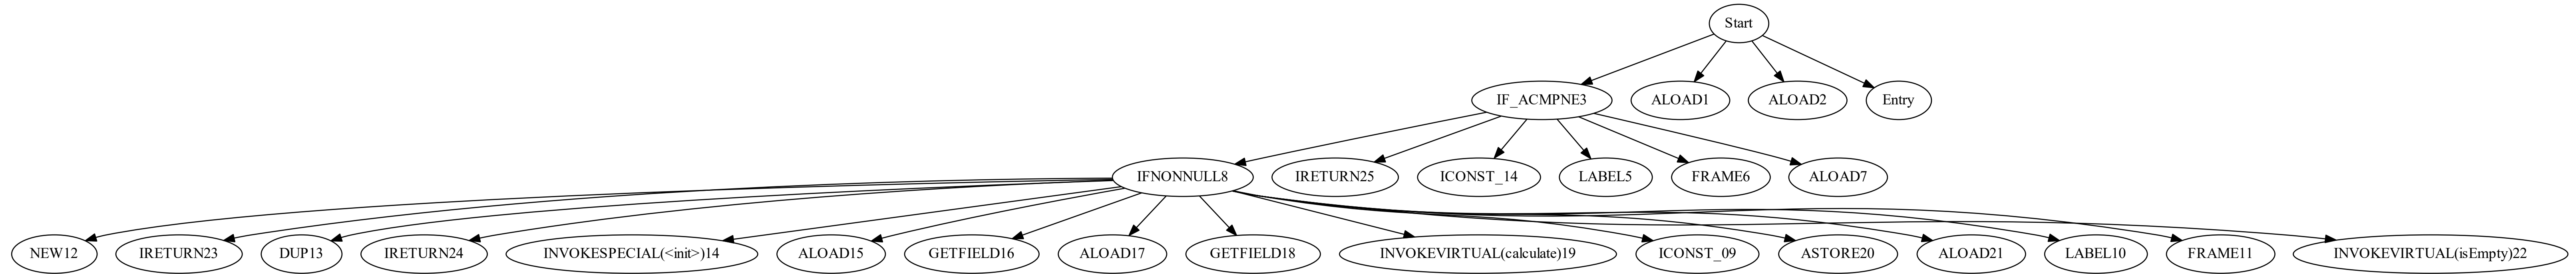 Start
IF_ACMPNE3
ALOAD1
ALOAD2
Entry
IFNONNULL8
IRETURN25
ICONST_14
LABEL5
FRAME6
ALOAD7
NEW12
IRETURN23
DUP13
IRETURN24
INVOKESPECIAL(<init>)14
ALOAD15
GETFIELD16
ALOAD17
GETFIELD18
INVOKEVIRTUAL(calculate)19
ICONST_09
ASTORE20
ALOAD21
LABEL10
FRAME11
INVOKEVIRTUAL(isEmpty)22